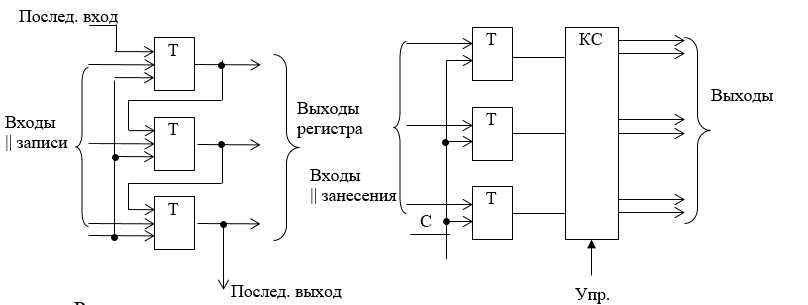 Послед. вход
Т
Т
Т
Входы
|| записи
Выходы
регистра
Послед. выход
Т
Т
Т
КС
Входы
|| занесения
С
Выходы
Упр.